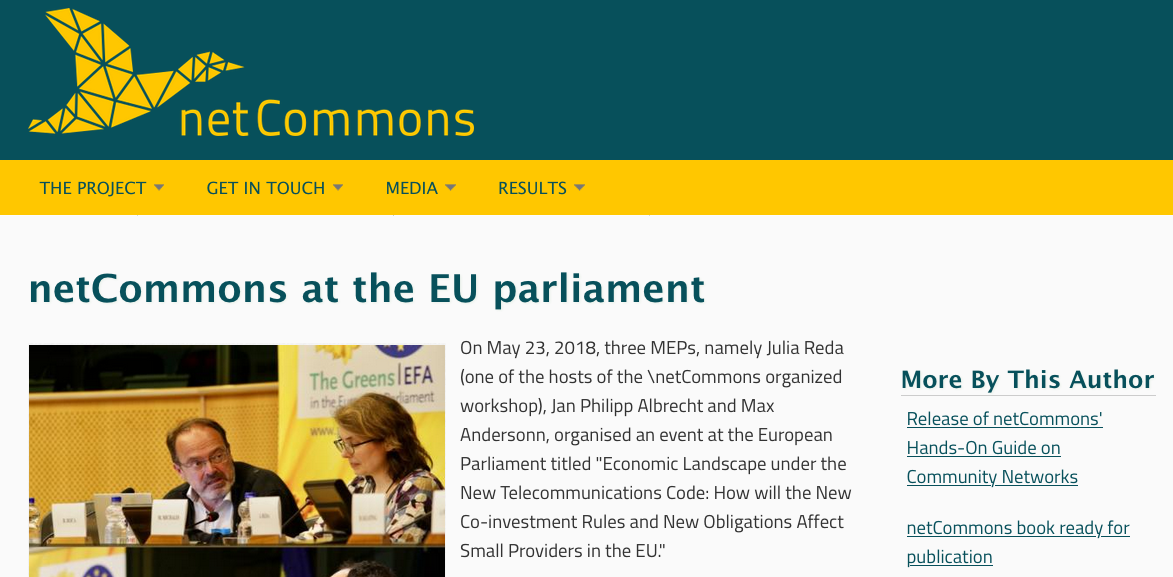 netCommons
THE PROJECT
GET IN TOUCH
MEDIA
RESULTS
netCommons at the EU parliament
The Greens|EFA
in the European Parliament
On May 23, 2018, three MEPs, namely Julia Reda
(one of the hosts of the \netCommons organized
workshop), Jan Philipp Albrecht and Max
Andersonn, organised an event at the European
Parliament titled "Economic Landscape under the
New Telecommunications Code: How will the New
Co-investment Rules and New Obligations Affect
Small Providers in the EU."
More By This Author
Release of netCommons'
Hands-On Guide on
Community Networks
netCommons book ready for
publication